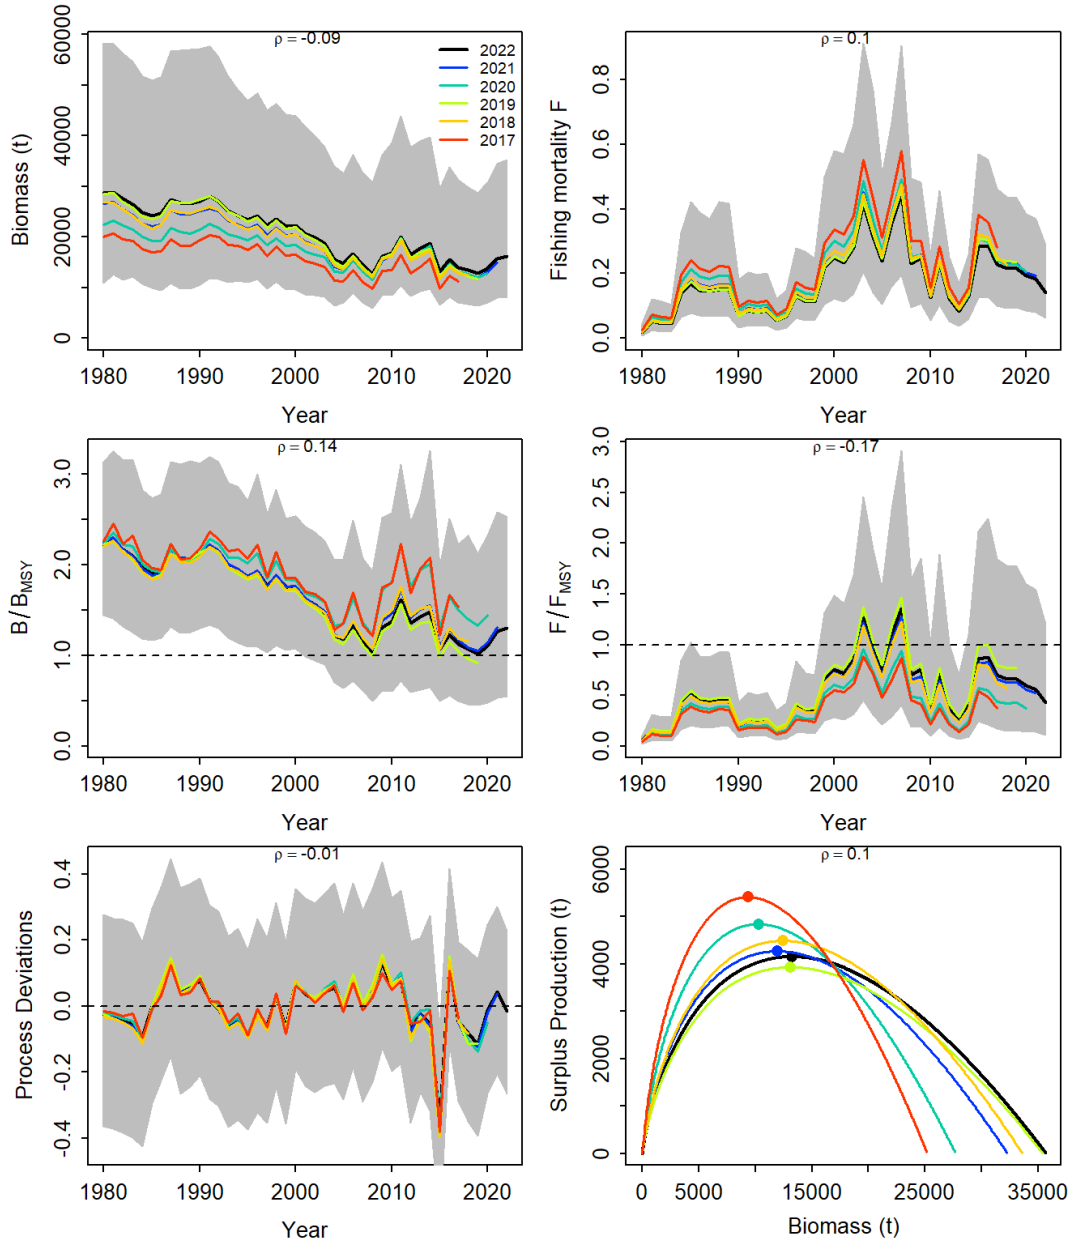 ρ = -0.09
Biomass (t)
60000
40000
20000
0
2022
2021
2020
2019
2018
2017
1980 1990 2000 2010 2020
Year
ρ = 0.1
Fishing mortality F
0.8
0.6
0.4
0.2
0.0
1980 1990 2000 2010 2020
Year
ρ = 0.14
B / BMSY
3.0
2.0
1.0
0.0
1980 1990 2000 2010 2020
Year
ρ = -0.17
F / FMSY
3.0
2.5
2.0
1.5
1.0
0.5
0.0
1980 1990 2000 2010 2020
Year
ρ = -0.01
Process Deviations
0.4
0.2
0.0
-0.2
-0.4
1980 1990 2000 2010 2020
Year
ρ = 0.1
Surplus Production (t)
6000
4000
2000
0
0 5000 15000 25000 35000
Biomass (t)